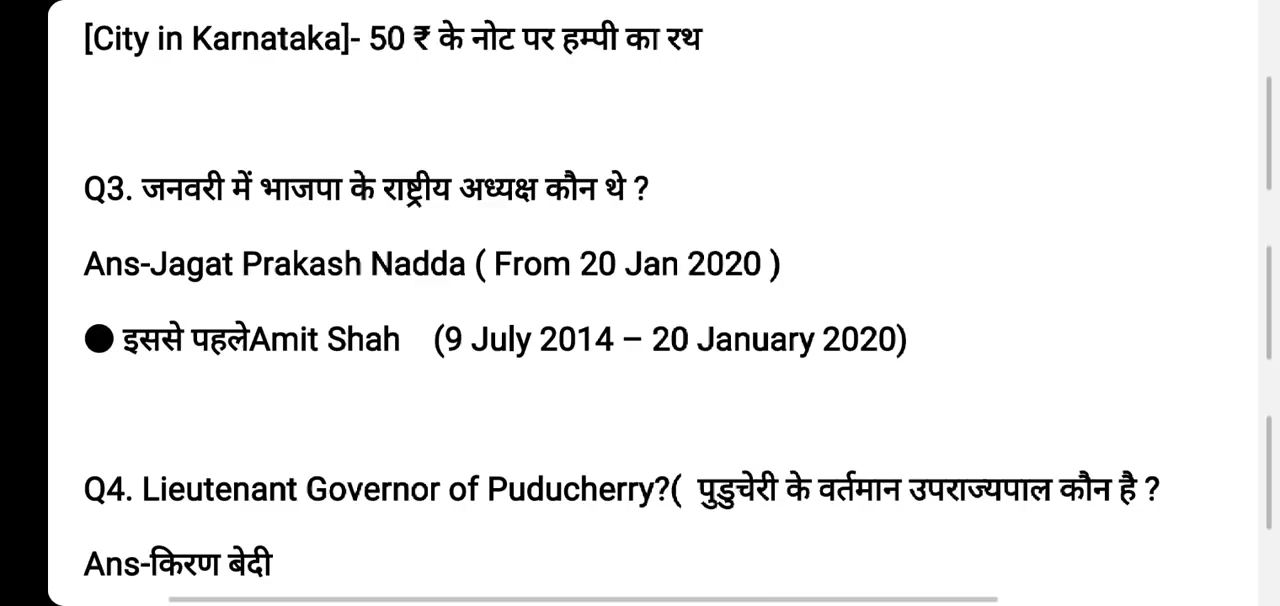 [City in Karnataka]- 50 ₹ के नोट पर हम्पी का रथ
Q3. जनवरी में भाजपा के राष्ट्रीय अध्यक्ष कौन थे ?
Ans-Jagat Prakash Nadda ( From 20 Jan 2020 )
● इससे पहलेAmit Shah (9 July 2014 – 20 January 2020)
Q4. Lieutenant Governor of Puducherry?( पुडुचेरी के वर्तमान उपराज्यपाल कौन है ?
Ans-किरण बेदी